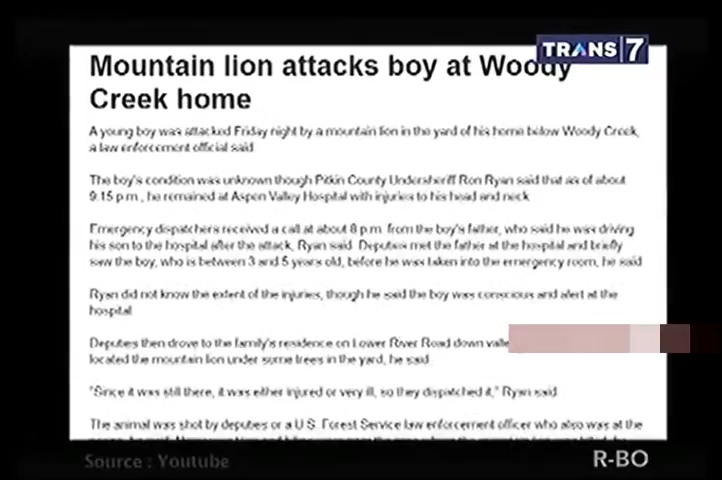 TRANS 7
Mountain lion attacks boy at Woody
Creek home
A young boy was attacked Friday night by a mountain lion in the yard of his home below Woody Creek,
a law enforcement official said
The boy's condition was unknown though Pitkin County Undersheriff Ron Ryan said that as of about
9:15 p.m., he remained at Aspen Valley Hospital with injuries to his head and neck
Emergency dispatchers received a call at about 8 p.m. from the boy's father, who said he was driving
his son to the hospital after the attack, Ryan said. Deputies met the father at the hospital and briefly
saw the boy, who is between 3 and 5 years old, before he was taken into the emergency room, he said
Ryan did not know the extent of the injuries, though he said the boy was conscious and alert at the
hospital
Deputies then drove to the family's residence on Lower River Road down
located the mountain lion under some trees in the yard, he said
"Since it was still there, it was either injured or very ill, so they dispatched it," Ryan said
The animal was shot by deputies or a U.S. Forest Service law enforcement officer who also was at the
Source : Youtube
R-BO